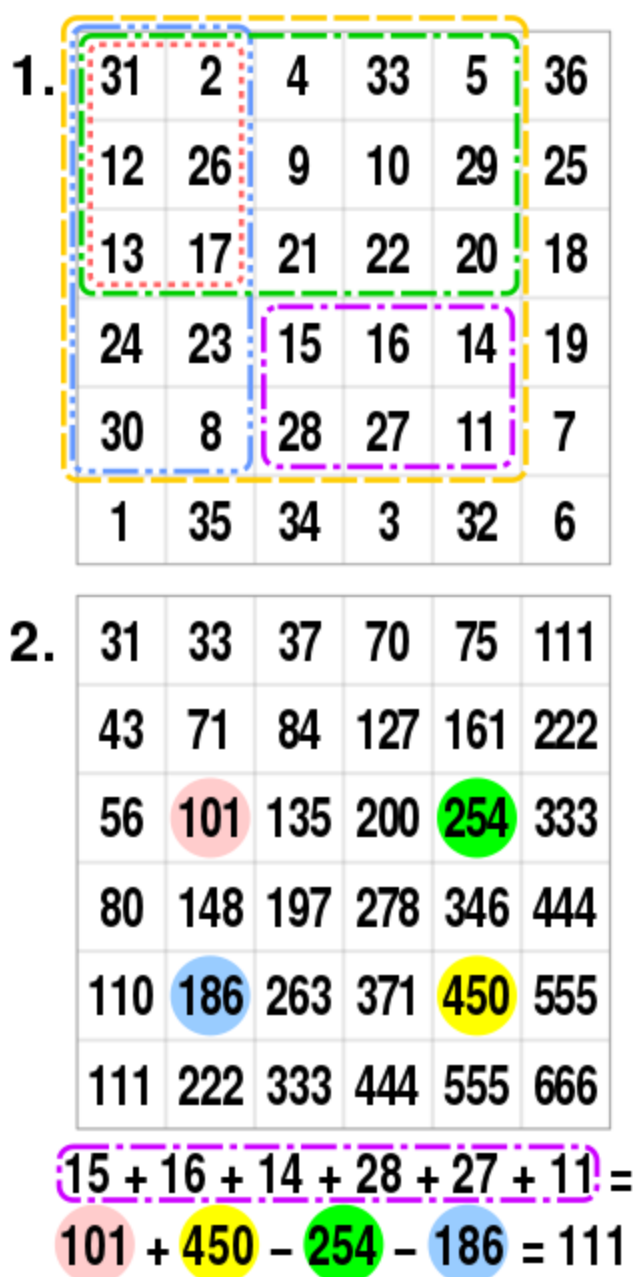 1. 31 2 4 33 5 36
12 26 9 10 29 25
13 17 21 22 20 18
24 23 15 16 14 19
30 8 28 27 11 7
1 35 34 3 32 6
2. 31 33 37 70 75 111
43 71 84 127 161 222
56 101 135 200 254 333
80 148 197 278 346 444
110 186 263 371 450 555
111 222 333 444 555 666
15 + 16 + 14 + 28 + 27 + 11 =
101 + 450 − 254 − 186 = 111